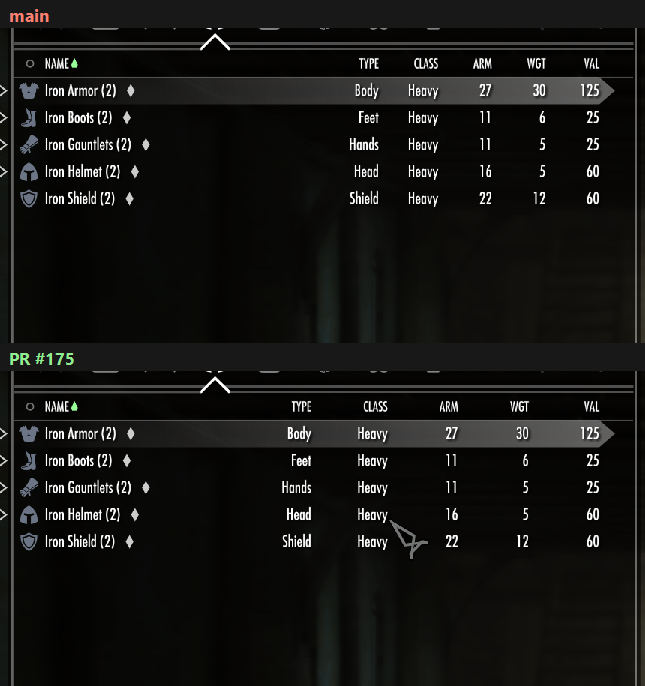 main
NAME TYPE CLASS ARM WGT VAL
Iron Armor (2) Body Heavy 27 30 125
Iron Boots (2) Feet Heavy 11 6 25
Iron Gauntlets (2) Hands Heavy 11 5 25
Iron Helmet (2) Head Heavy 16 5 60
Iron Shield (2) Shield Heavy 22 12 60
PR #175
NAME TYPE CLASS ARM WGT VAL
Iron Armor (2) Body Heavy 27 30 125
Iron Boots (2) Feet Heavy 11 6 25
Iron Gauntlets (2) Hands Heavy 11 5 25
Iron Helmet (2) Head Heavy 16 5 60
Iron Shield (2) Shield Heavy 22 12 60